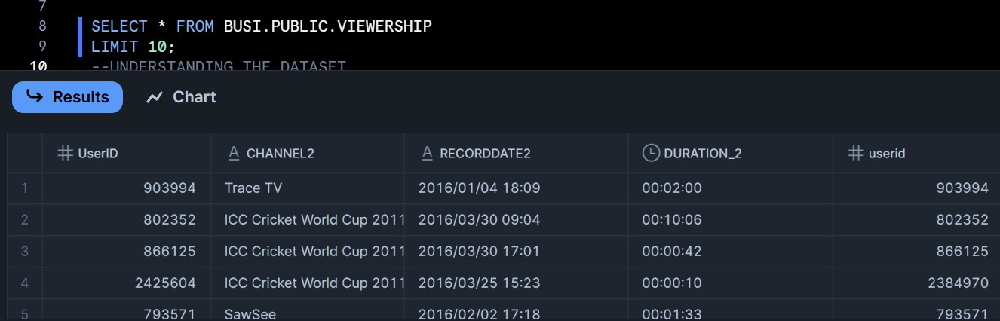 7
8 SELECT * FROM BUSI.PUBLIC.VIEWERSHIP
9 LIMIT 10;
10 --UNDERSTANDING THE DATASET
Results Chart
UserID CHANNEL2 RECORDDATE2 DURATION_2 userid
1 903994 Trace TV 2016/01/04 18:09 00:02:00 903994
2 802352 ICC Cricket World Cup 2011 2016/03/30 09:04 00:10:06 802352
3 866125 ICC Cricket World Cup 2011 2016/03/30 17:01 00:00:42 866125
4 2425604 ICC Cricket World Cup 2011 2016/03/25 15:23 00:00:10 2384970
5 793571 SawSee 2016/02/02 17:18 00:01:33 793571